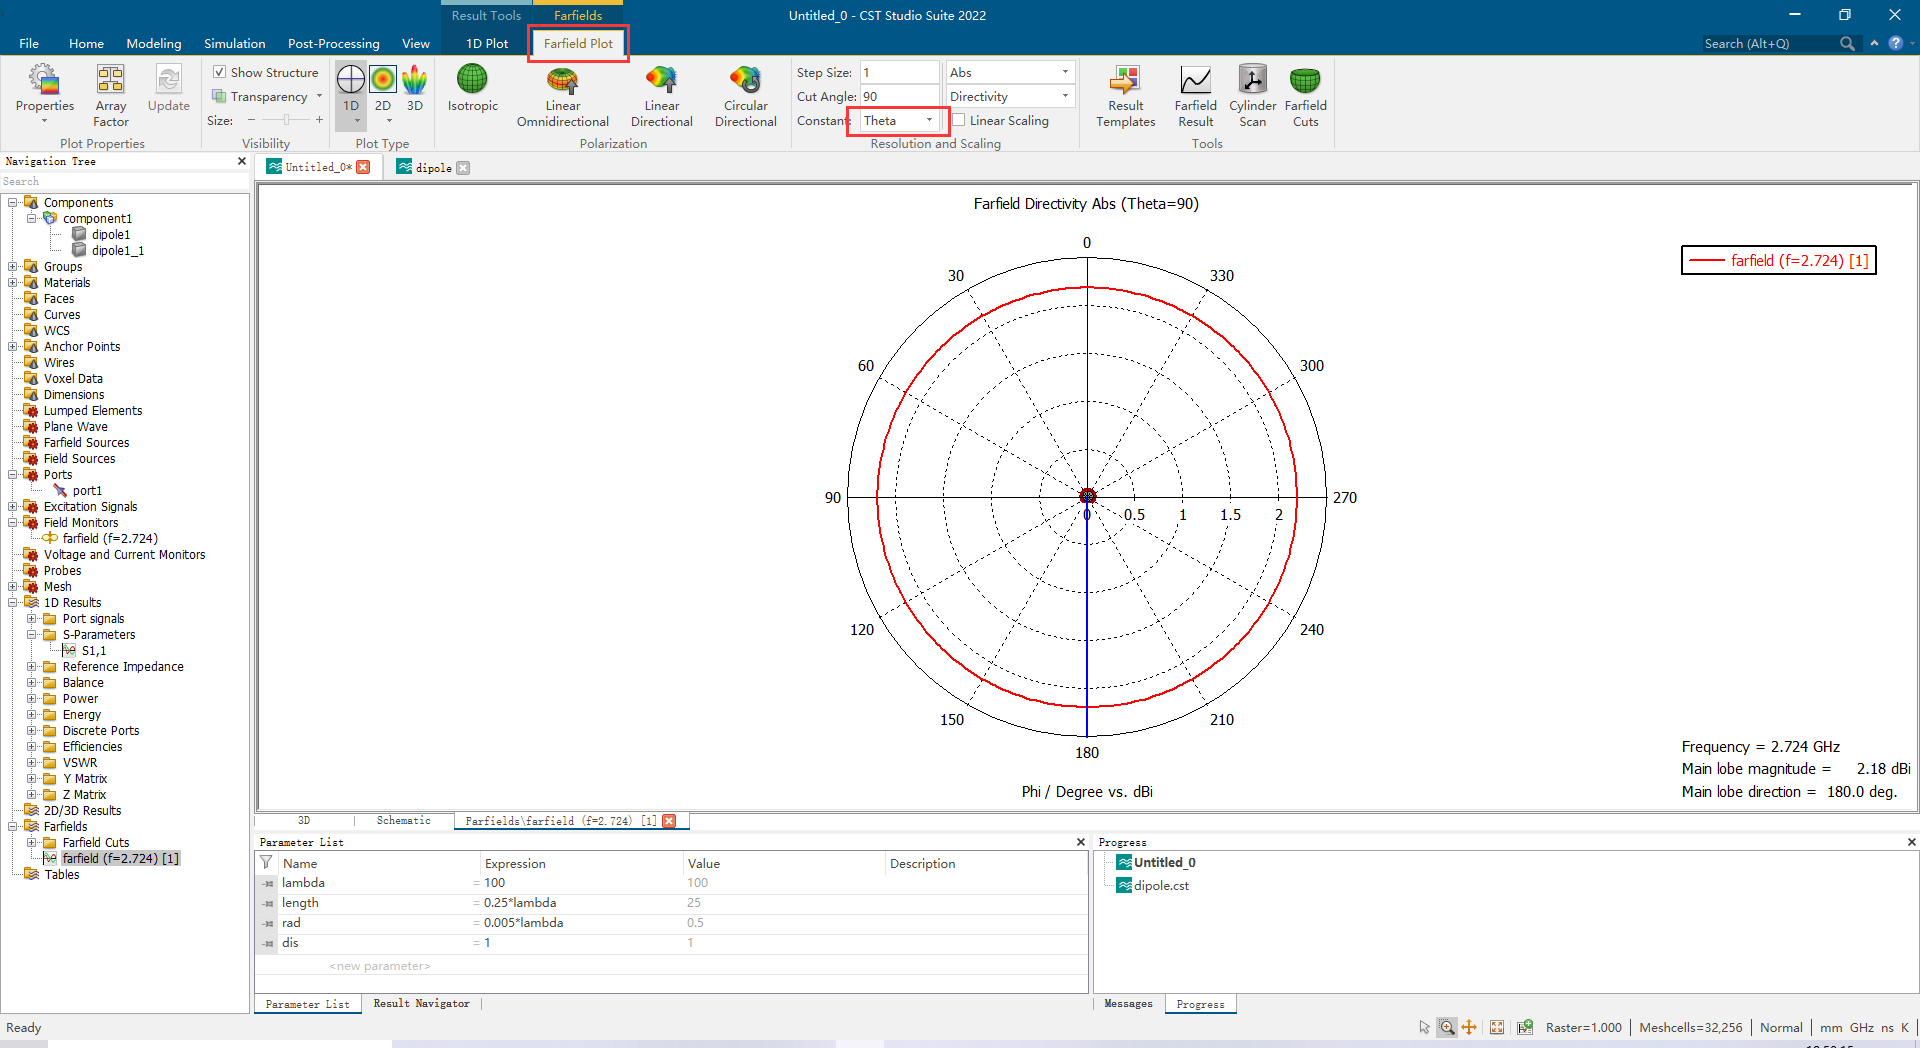 Result Tools
Farfields
Untitled_0 - CST Studio Suite 2022
File
Home
Modeling
Simulation
Post-Processing
View
1D Plot
Farfield Plot
Search (Alt+Q)
Properties
Array Factor
Update
Plot Properties
Show Structure
Transparency
Size:
Visibility
1D
2D
3D
Plot Type
Isotropic
Linear Omnidirectional
Linear Directional
Circular Directional
Polarization
Step Size: 1
Cut Angle: 90
Constant: Theta
Abs
Directivity
Linear Scaling
Resolution and Scaling
Result Templates
Farfield Result
Cylinder Scan
Farfield Cuts
Tools
Navigation Tree
Search
Components
component1
dipole1
dipole1_1
Groups
Materials
Faces
Curves
WCS
Anchor Points
Wires
Voxel Data
Dimensions
Lumped Elements
Plane Wave
Farfield Sources
Field Sources
Ports
port1
Excitation Signals
Field Monitors
farfield (f=2.724)
Voltage and Current Monitors
Probes
Mesh
1D Results
Port signals
S-Parameters
S1,1
Reference Impedance
Balance
Power
Energy
Discrete Ports
Efficiencies
VSWR
Y Matrix
Z Matrix
2D/3D Results
Farfields
Farfield Cuts
farfield (f=2.724) [1]
Tables
Untitled_0*
dipole
Farfield Directivity Abs (Theta=90)
farfield (f=2.724) [1]
0
30
330
60
300
90
270
0
0.5
1
1.5
2
120
240
150
210
180
Phi / Degree vs. dBi
Frequency = 2.724 GHz
Main lobe magnitude = 2.18 dBi
Main lobe direction = 180.0 deg.
3D
Schematic
Farfields\farfield (f=2.724) [1]
Parameter List
Name Expression Value Description
lambda = 100 100
length = 0.25*lambda 25
rad = 0.005*lambda 0.5
dis = 1 1
<new parameter>
Parameter List
Result Navigator
Progress
Untitled_0
dipole.cst
Messages
Progress
Ready
Raster=1.000
Meshcells=32,256
Normal
mm GHz ns K